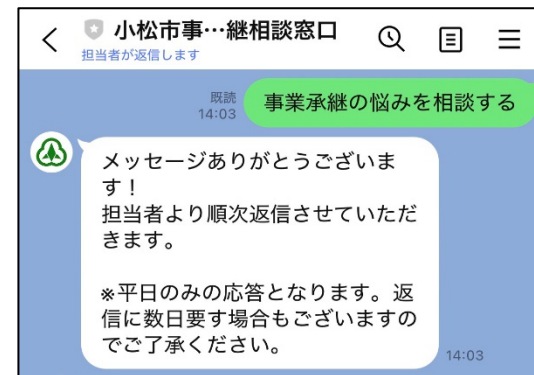 小松市事…継相談窓口
担当者が返信します
既読
14:03
事業承継の悩みを相談する
メッセージありがとうございま
す!
担当者より順次返信させていただ
きます。
※平日のみの応答となります。返
信に数日要す場合もございますの
でご了承ください。
14:03